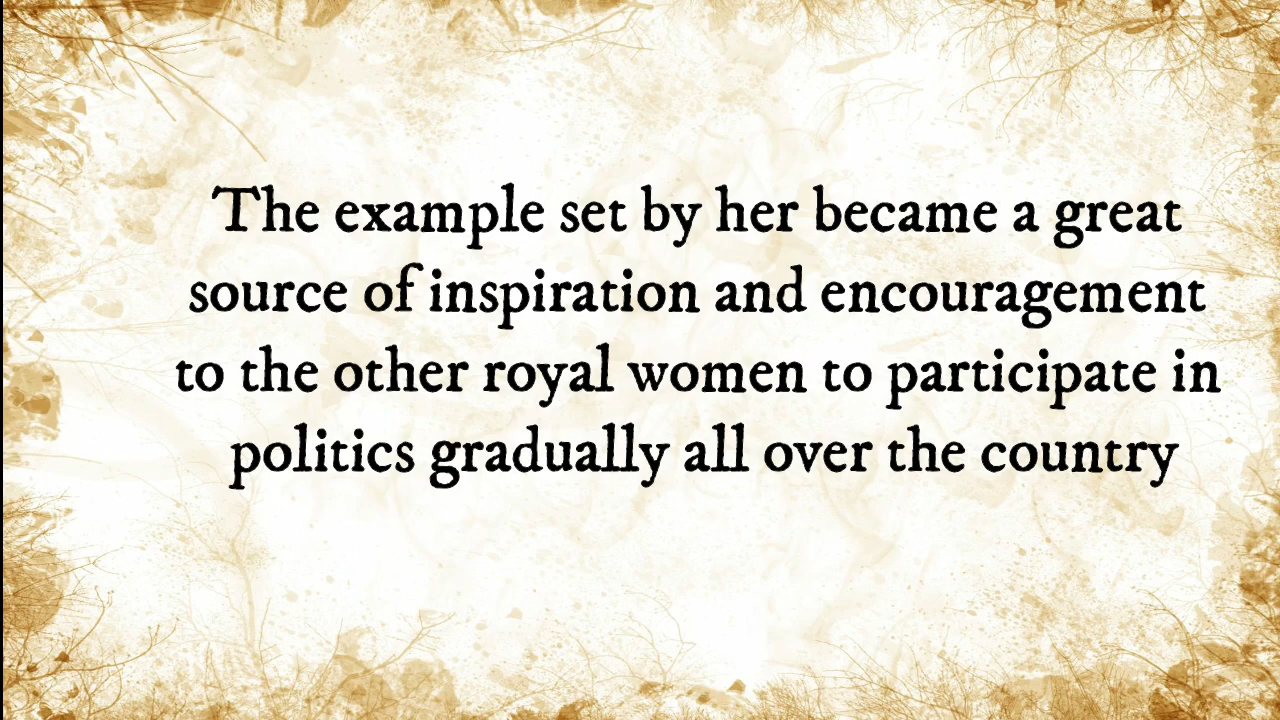 The example set by her became a great
source of inspiration and encouragement
to the other royal women to participate in
politics gradually all over the country